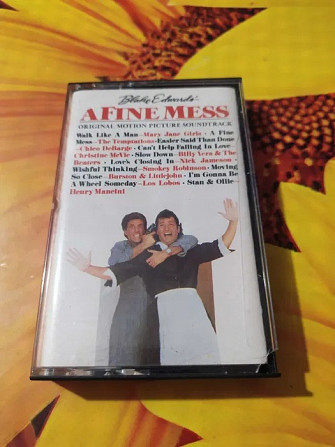 Blake Edwards'
A FINE MESS
ORIGINAL MOTION PICTURE SOUNDTRACK
Walk Like A Man—Mary Jane Girls · A Fine
Mess—The Temptations·Easier Said Than Done
—Chico DeBarge · Can't Help Falling In Love—
Christine McVie·Slow Down—Billy Vera & The
Beaters · Love's Closing In—Nick Jameson·
Wishful Thinking—Smokey Robinson·Moving
So Close—Keith Burston & Littlejohn · I'm Gonna Be
A Wheel Someday—Los Lobos · Stan & Ollie—
Henry Mancini